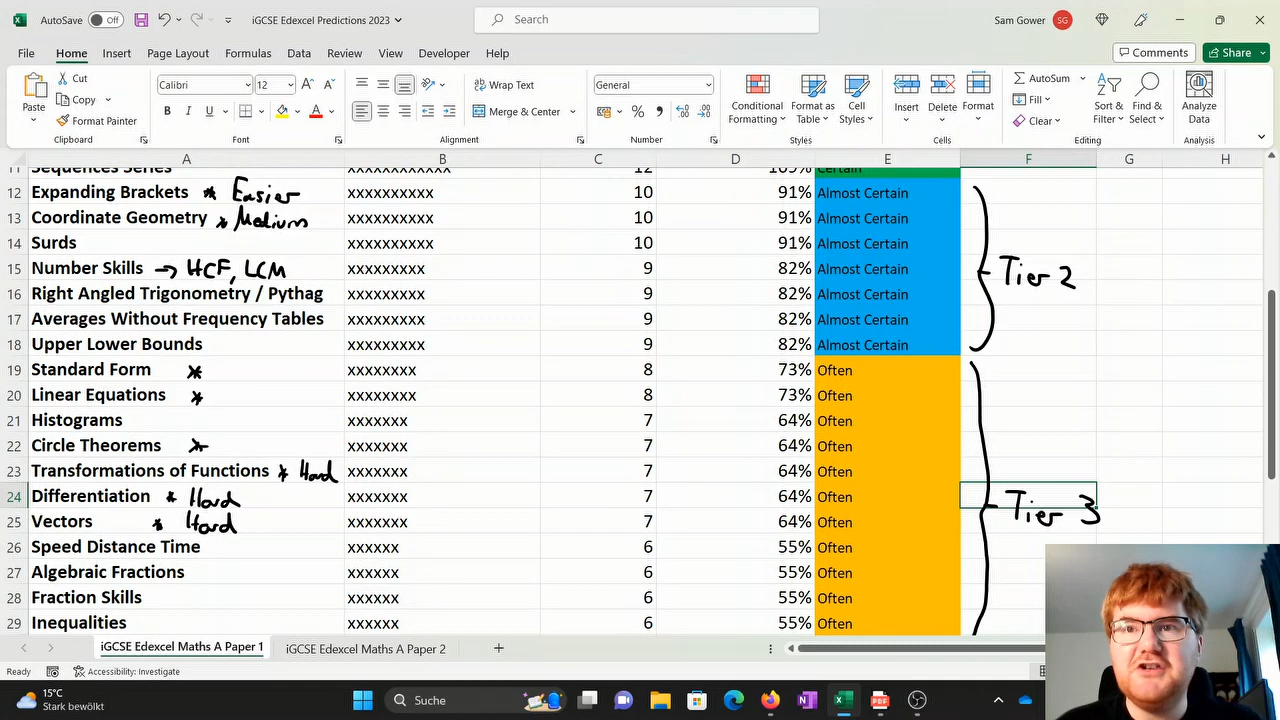 AutoSave Off iGCSE Edexcel Predictions 2023 Search Sam Gower SG
File Home Insert Page Layout Formulas Data Review View Developer Help Comments Share
Paste Cut Copy Format Painter Clipboard
Calibri 12 B I U A Font
Wrap Text Merge & Center Alignment
General % Number
Conditional Formatting Format as Table Cell Styles Styles
Insert Delete Format Cells
AutoSum Fill Clear Sort & Filter Find & Select Editing
Analyze Data Analysis
A B C D E F G H
11 Sequences Series xxxxxxxxxxxx 12 109% Certain
12 Expanding Brackets * Easier xxxxxxxxxx 10 91% Almost Certain
13 Coordinate Geometry * Medium xxxxxxxxxx 10 91% Almost Certain
14 Surds xxxxxxxxxx 10 91% Almost Certain
15 Number Skills → HCF, LCM xxxxxxxxx 9 82% Almost Certain Tier 2
16 Right Angled Trigonometry / Pythag xxxxxxxxx 9 82% Almost Certain
17 Averages Without Frequency Tables xxxxxxxxx 9 82% Almost Certain
18 Upper Lower Bounds xxxxxxxxx 9 82% Almost Certain
19 Standard Form * xxxxxxxx 8 73% Often
20 Linear Equations * xxxxxxxx 8 73% Often
21 Histograms xxxxxxx 7 64% Often
22 Circle Theorems * xxxxxxx 7 64% Often
23 Transformations of Functions * Hard xxxxxxx 7 64% Often
24 Differentiation * Hard xxxxxxx 7 64% Often Tier 3
25 Vectors * Hard xxxxxxx 7 64% Often
26 Speed Distance Time xxxxxx 6 55% Often
27 Algebraic Fractions xxxxxx 6 55% Often
28 Fraction Skills xxxxxx 6 55% Often
29 Inequalities xxxxxx 6 55% Often
iGCSE Edexcel Maths A Paper 1 iGCSE Edexcel Maths A Paper 2
Ready Accessibility: Investigate
15°C
Stark bewölkt
Suche
PDF